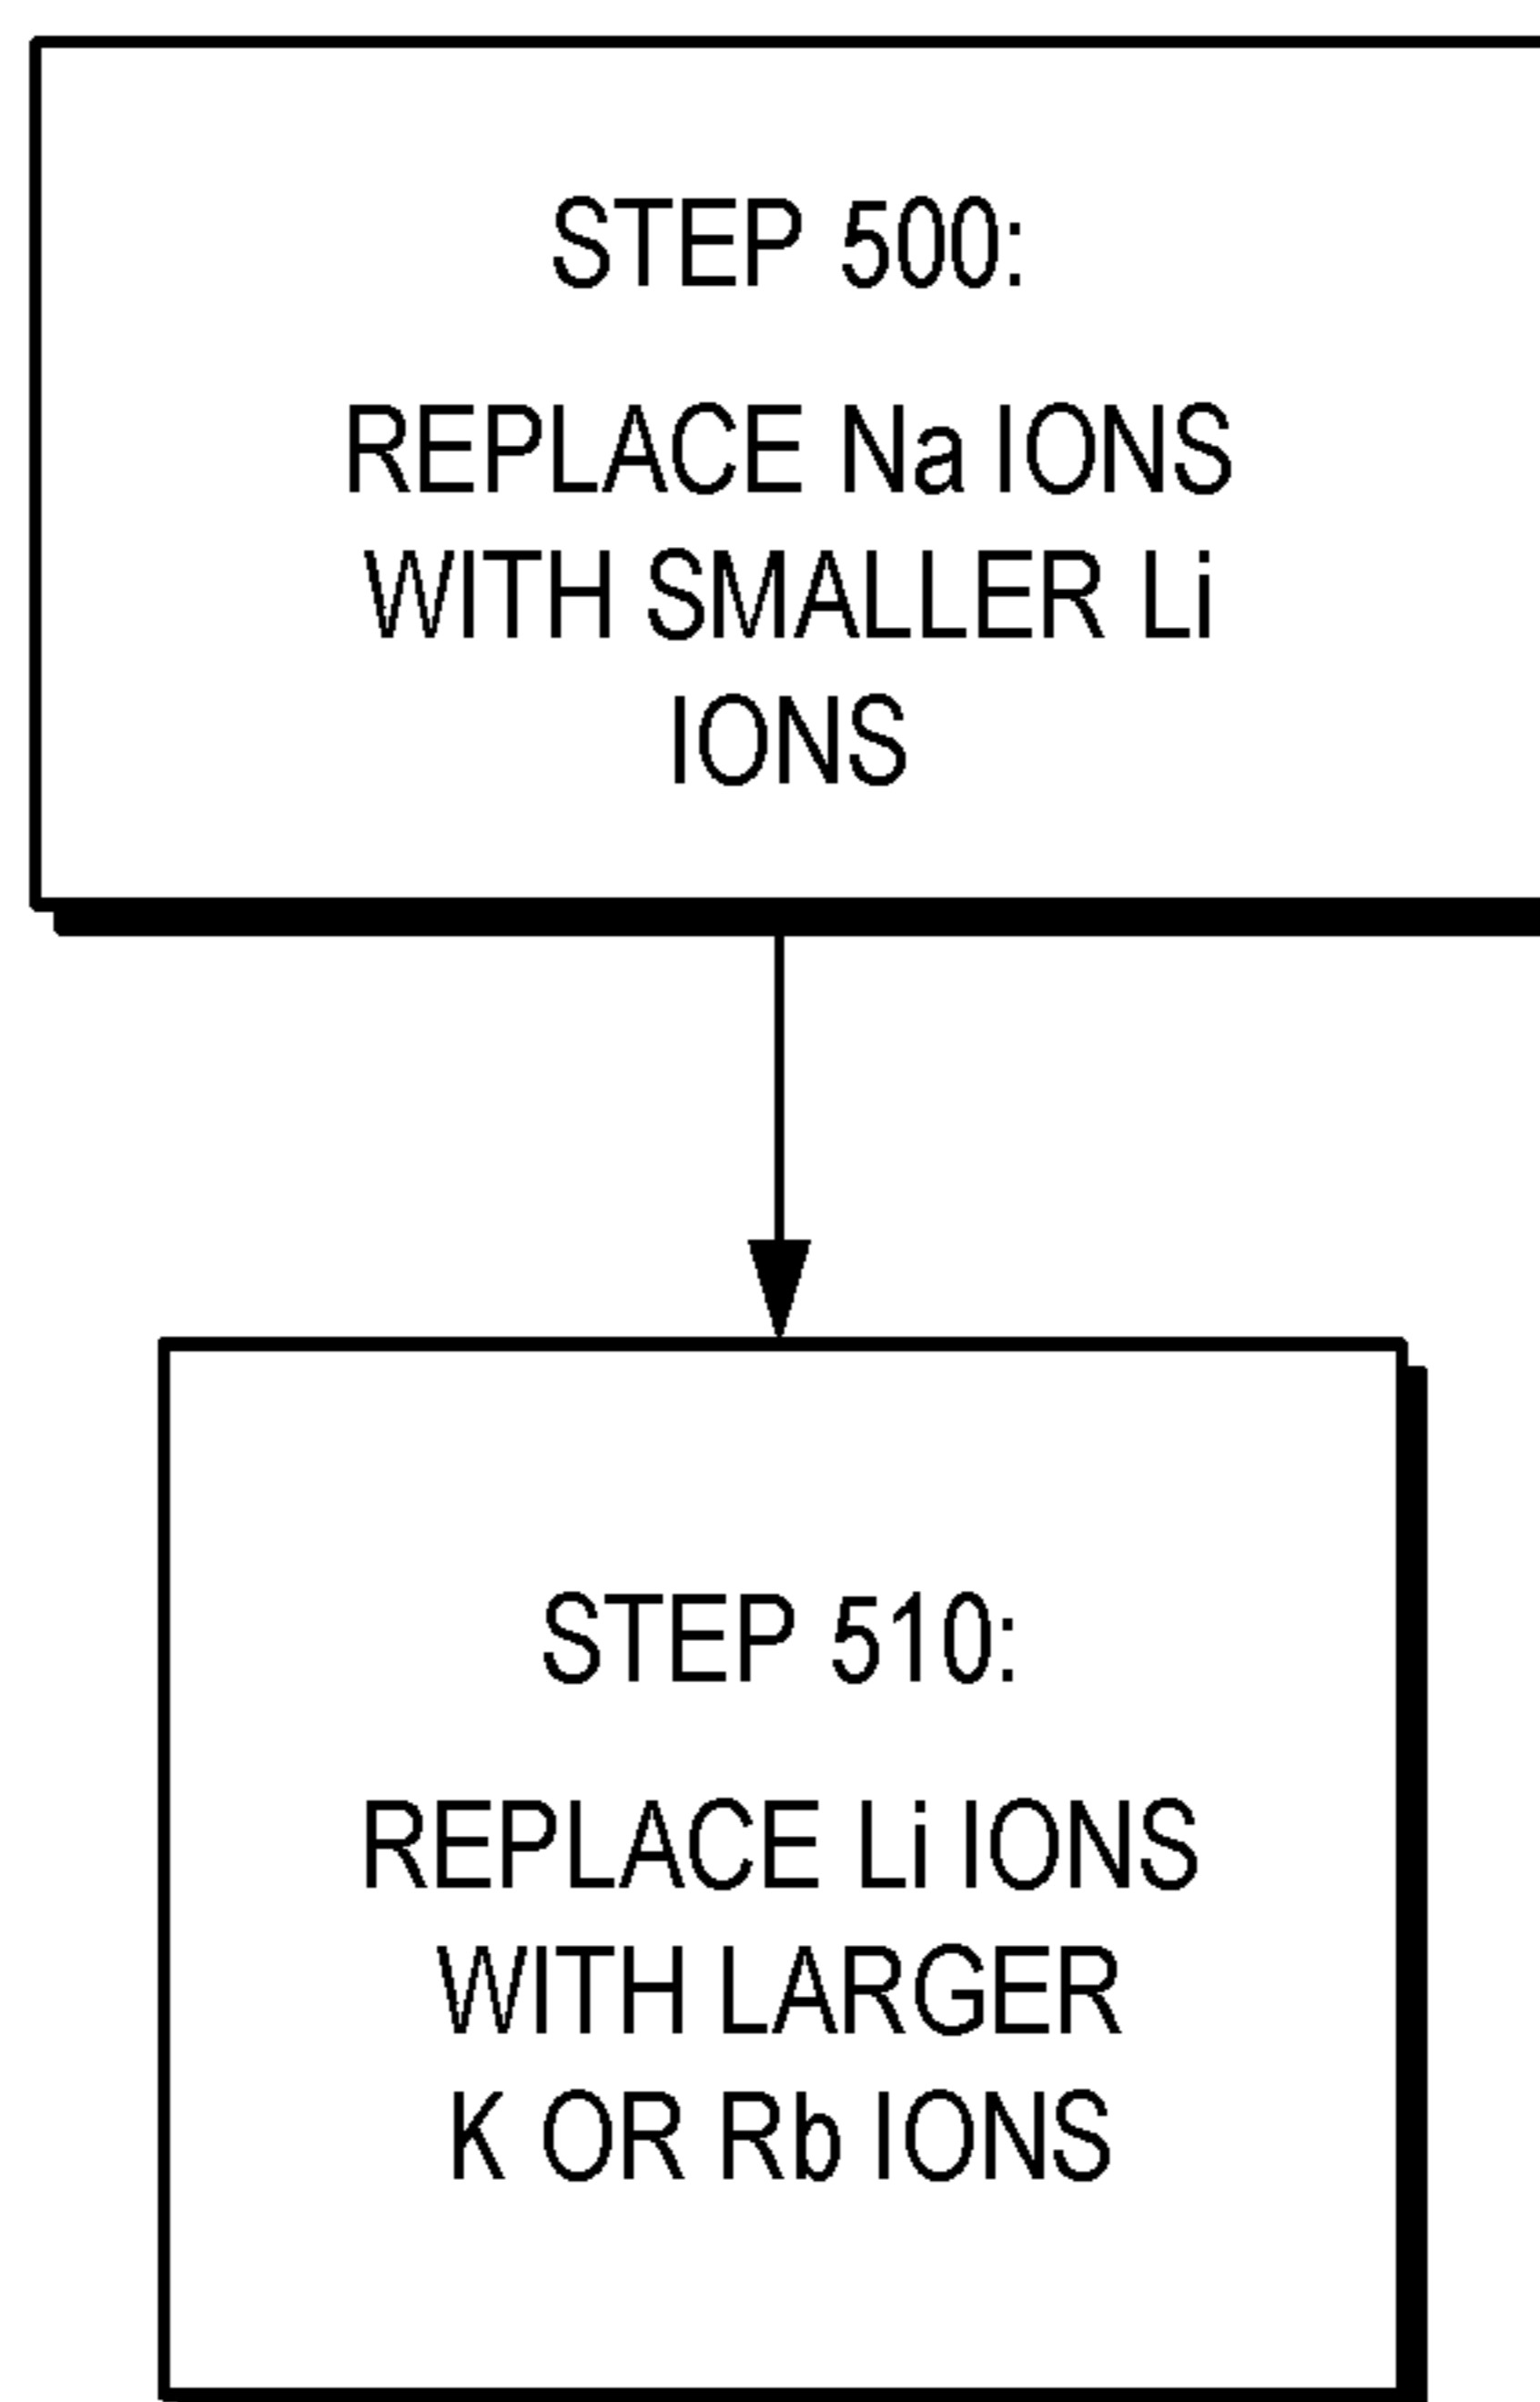 STEP 500:
REPLACE Na IONS
WITH SMALLER Li
IONS
STEP 510:
REPLACE Li IONS
WITH LARGER
K OR Rb IONS